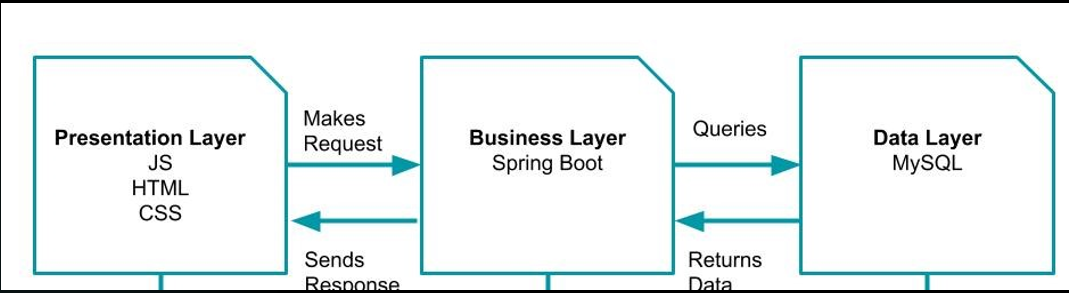 Presentation Layer
JS
HTML
CSS
Makes
Request
Sends
Response
Business Layer
Spring Boot
Queries
Returns
Data
Data Layer
MySQL